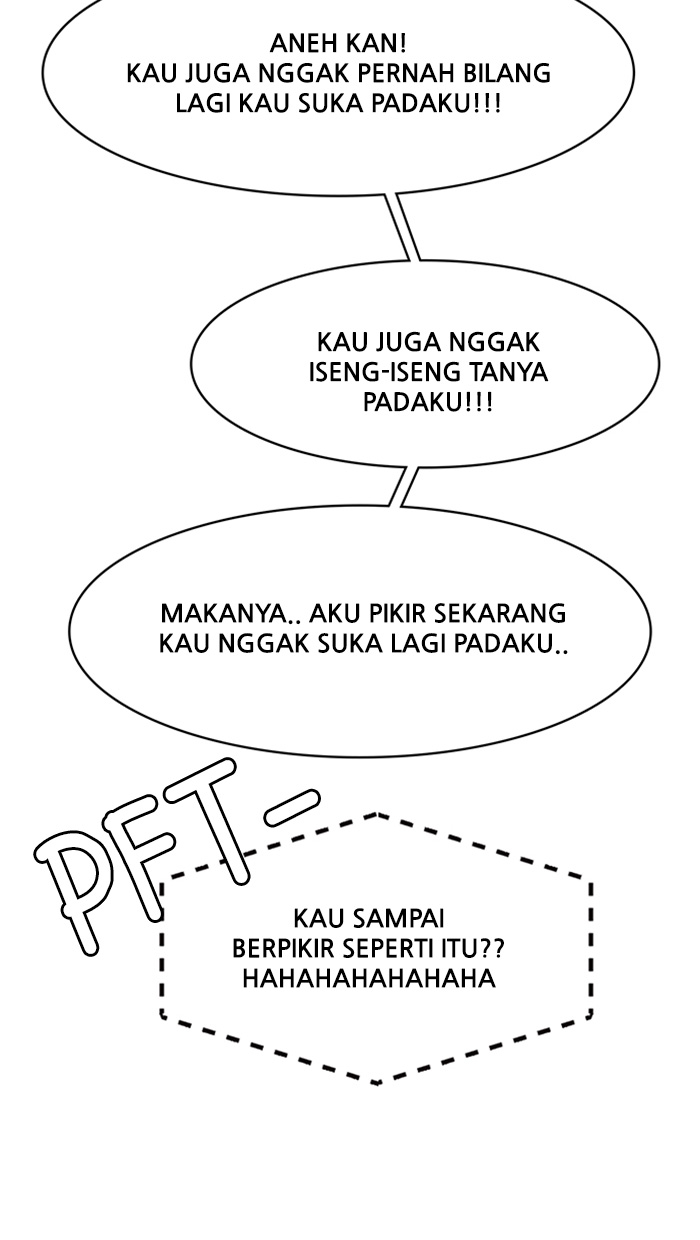 ANEH KAN!
KAU JUGA NGGAK PERNAH BILANG
LAGI KAU SUKA PADAKU!!!
KAU JUGA NGGAK
ISENG-ISENG TANYA
PADAKU!!!
MAKANYA.. AKU PIKIR SEKARANG
KAU NGGAK SUKA LAGI PADAKU..
PFT-
KAU SAMPAI
BERPIKIR SEPERTI ITU??
HAHAHAHAHAHAHA